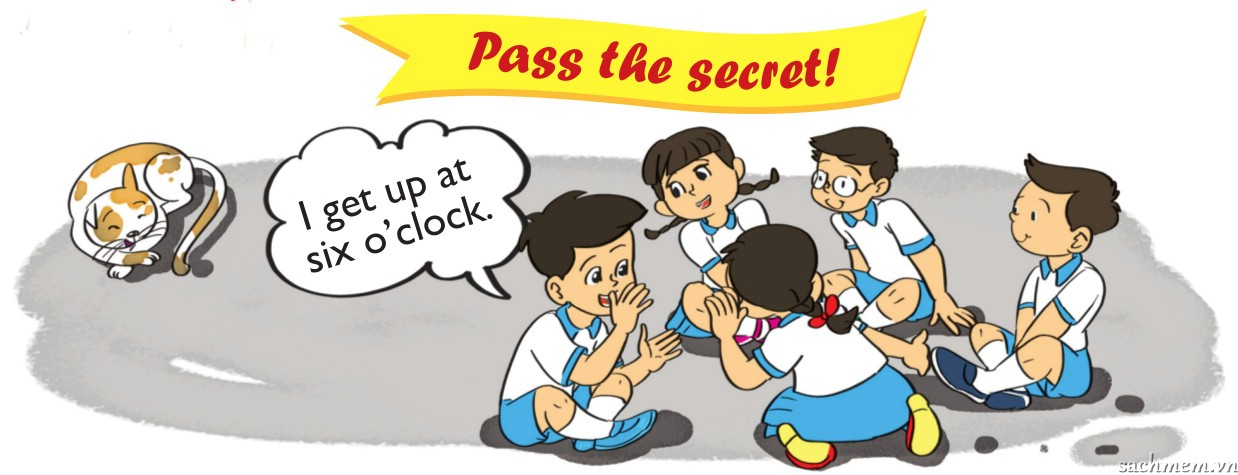 Pass the secret!
I get up at
six o'clock.
sachmem.vn